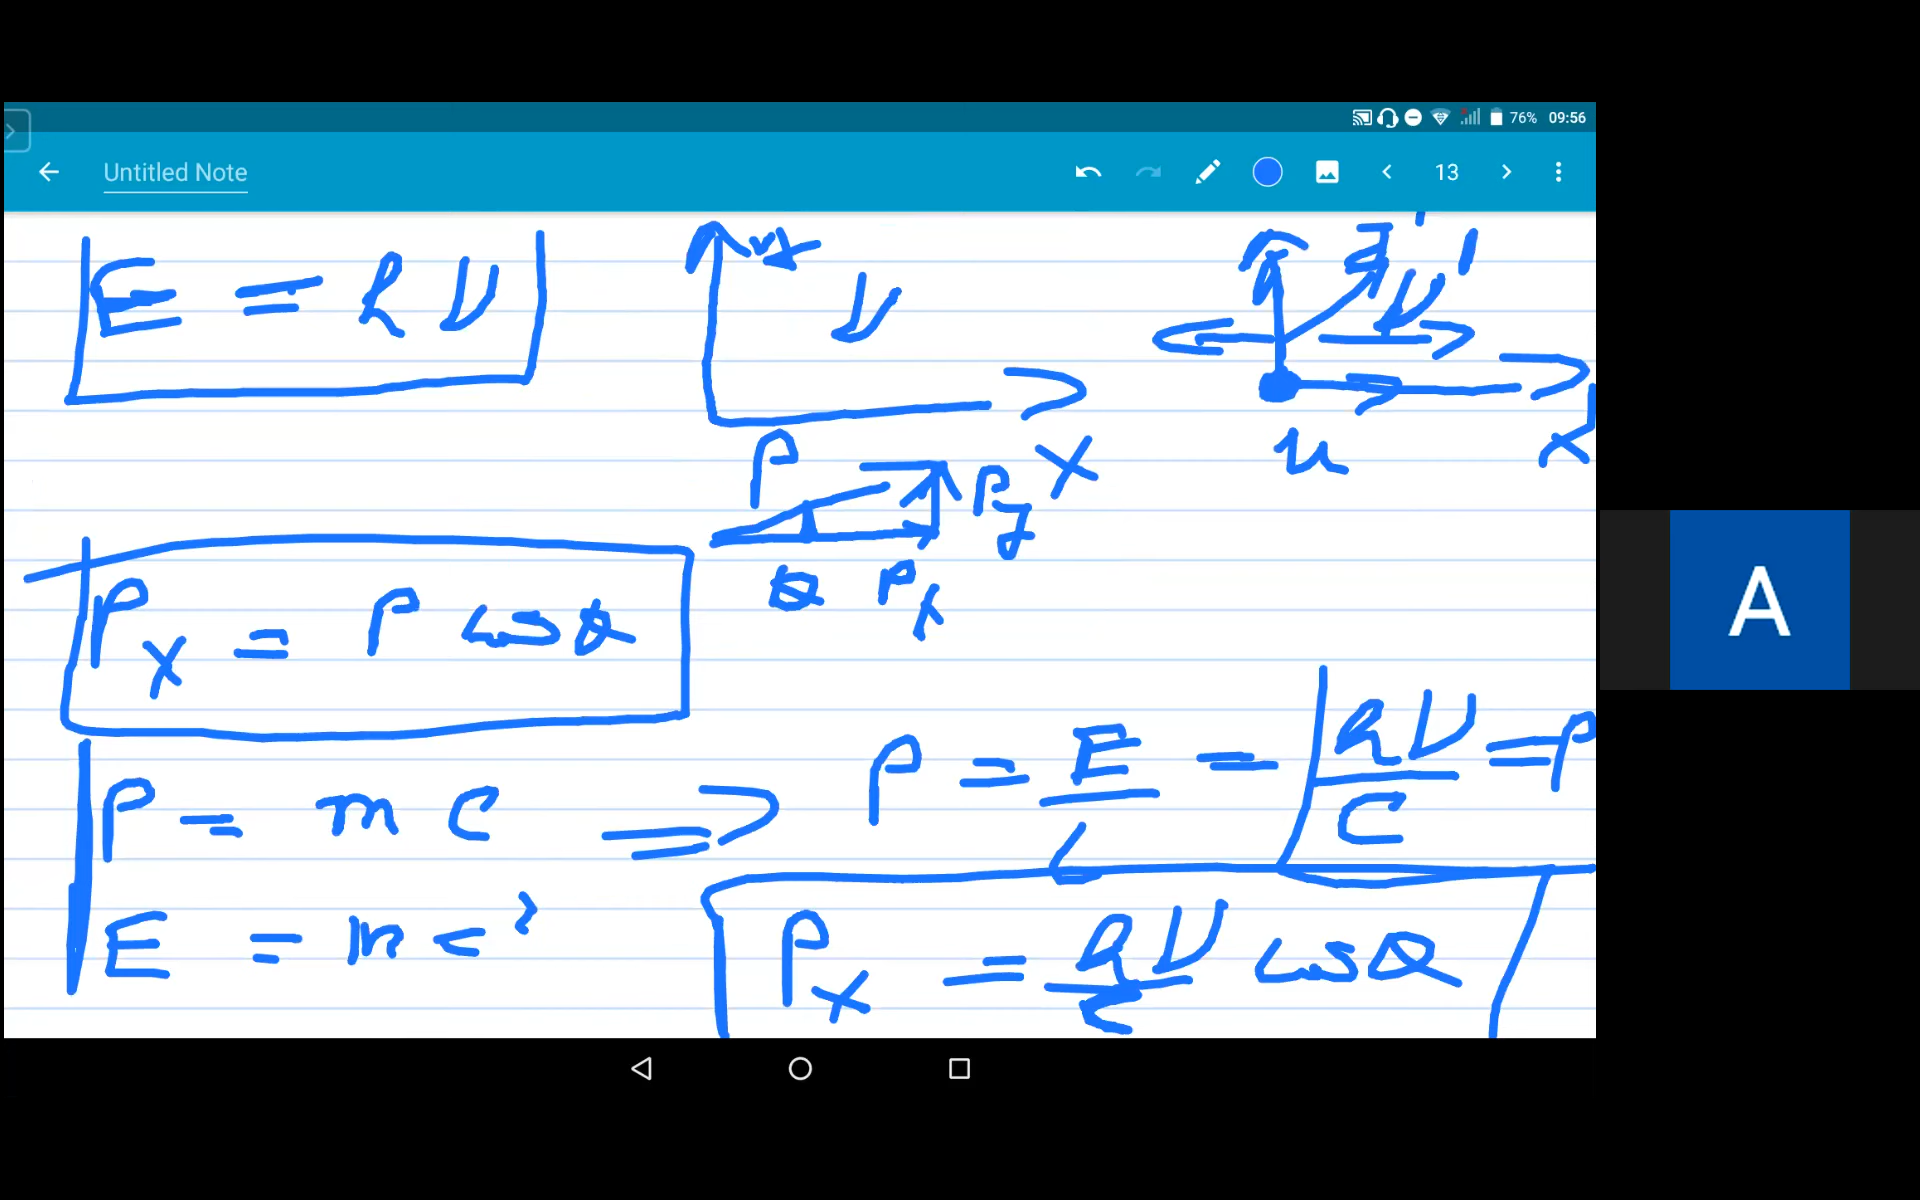 76% 09:56
Untitled Note 13
E = hν
y
ν
x
y'
ν'
u
x'
P
Py
θ Px
Px = P cosθ
P = mc ⇒ P = E/c = hν/c = P
E = mc²
Px = hν/c cosθ
A